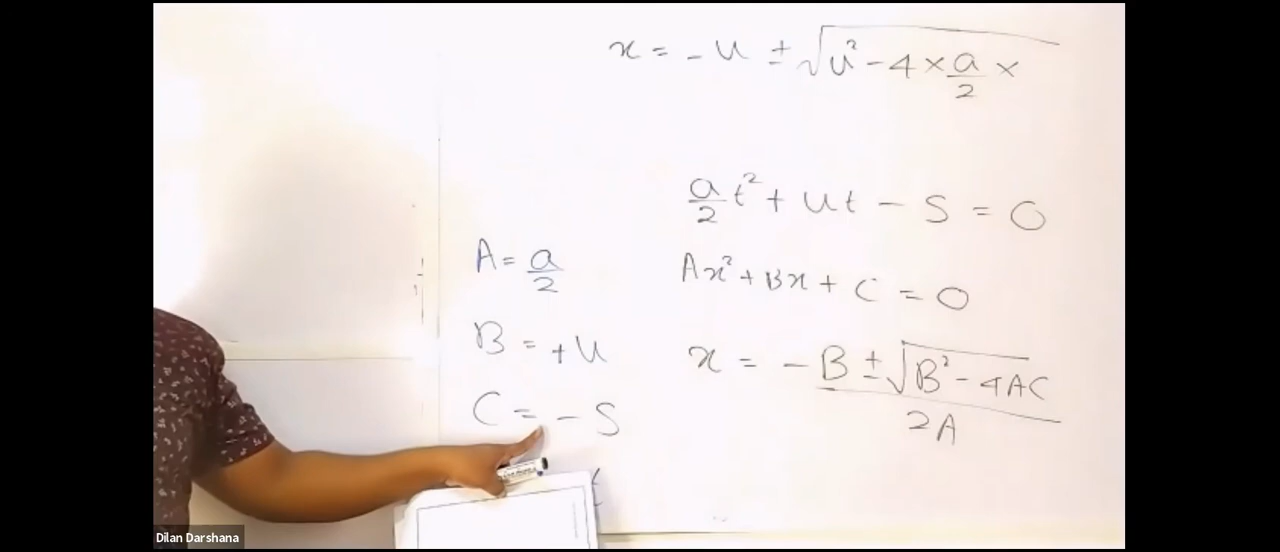 x = - u ± √u² - 4 × a/2 ×
a/2 t² + ut - s = 0
A = a/2
Ax² + Bx + C = 0
B = + u
x = - B ± √B² - 4AC / 2A
C = - s
Dilan Darshana